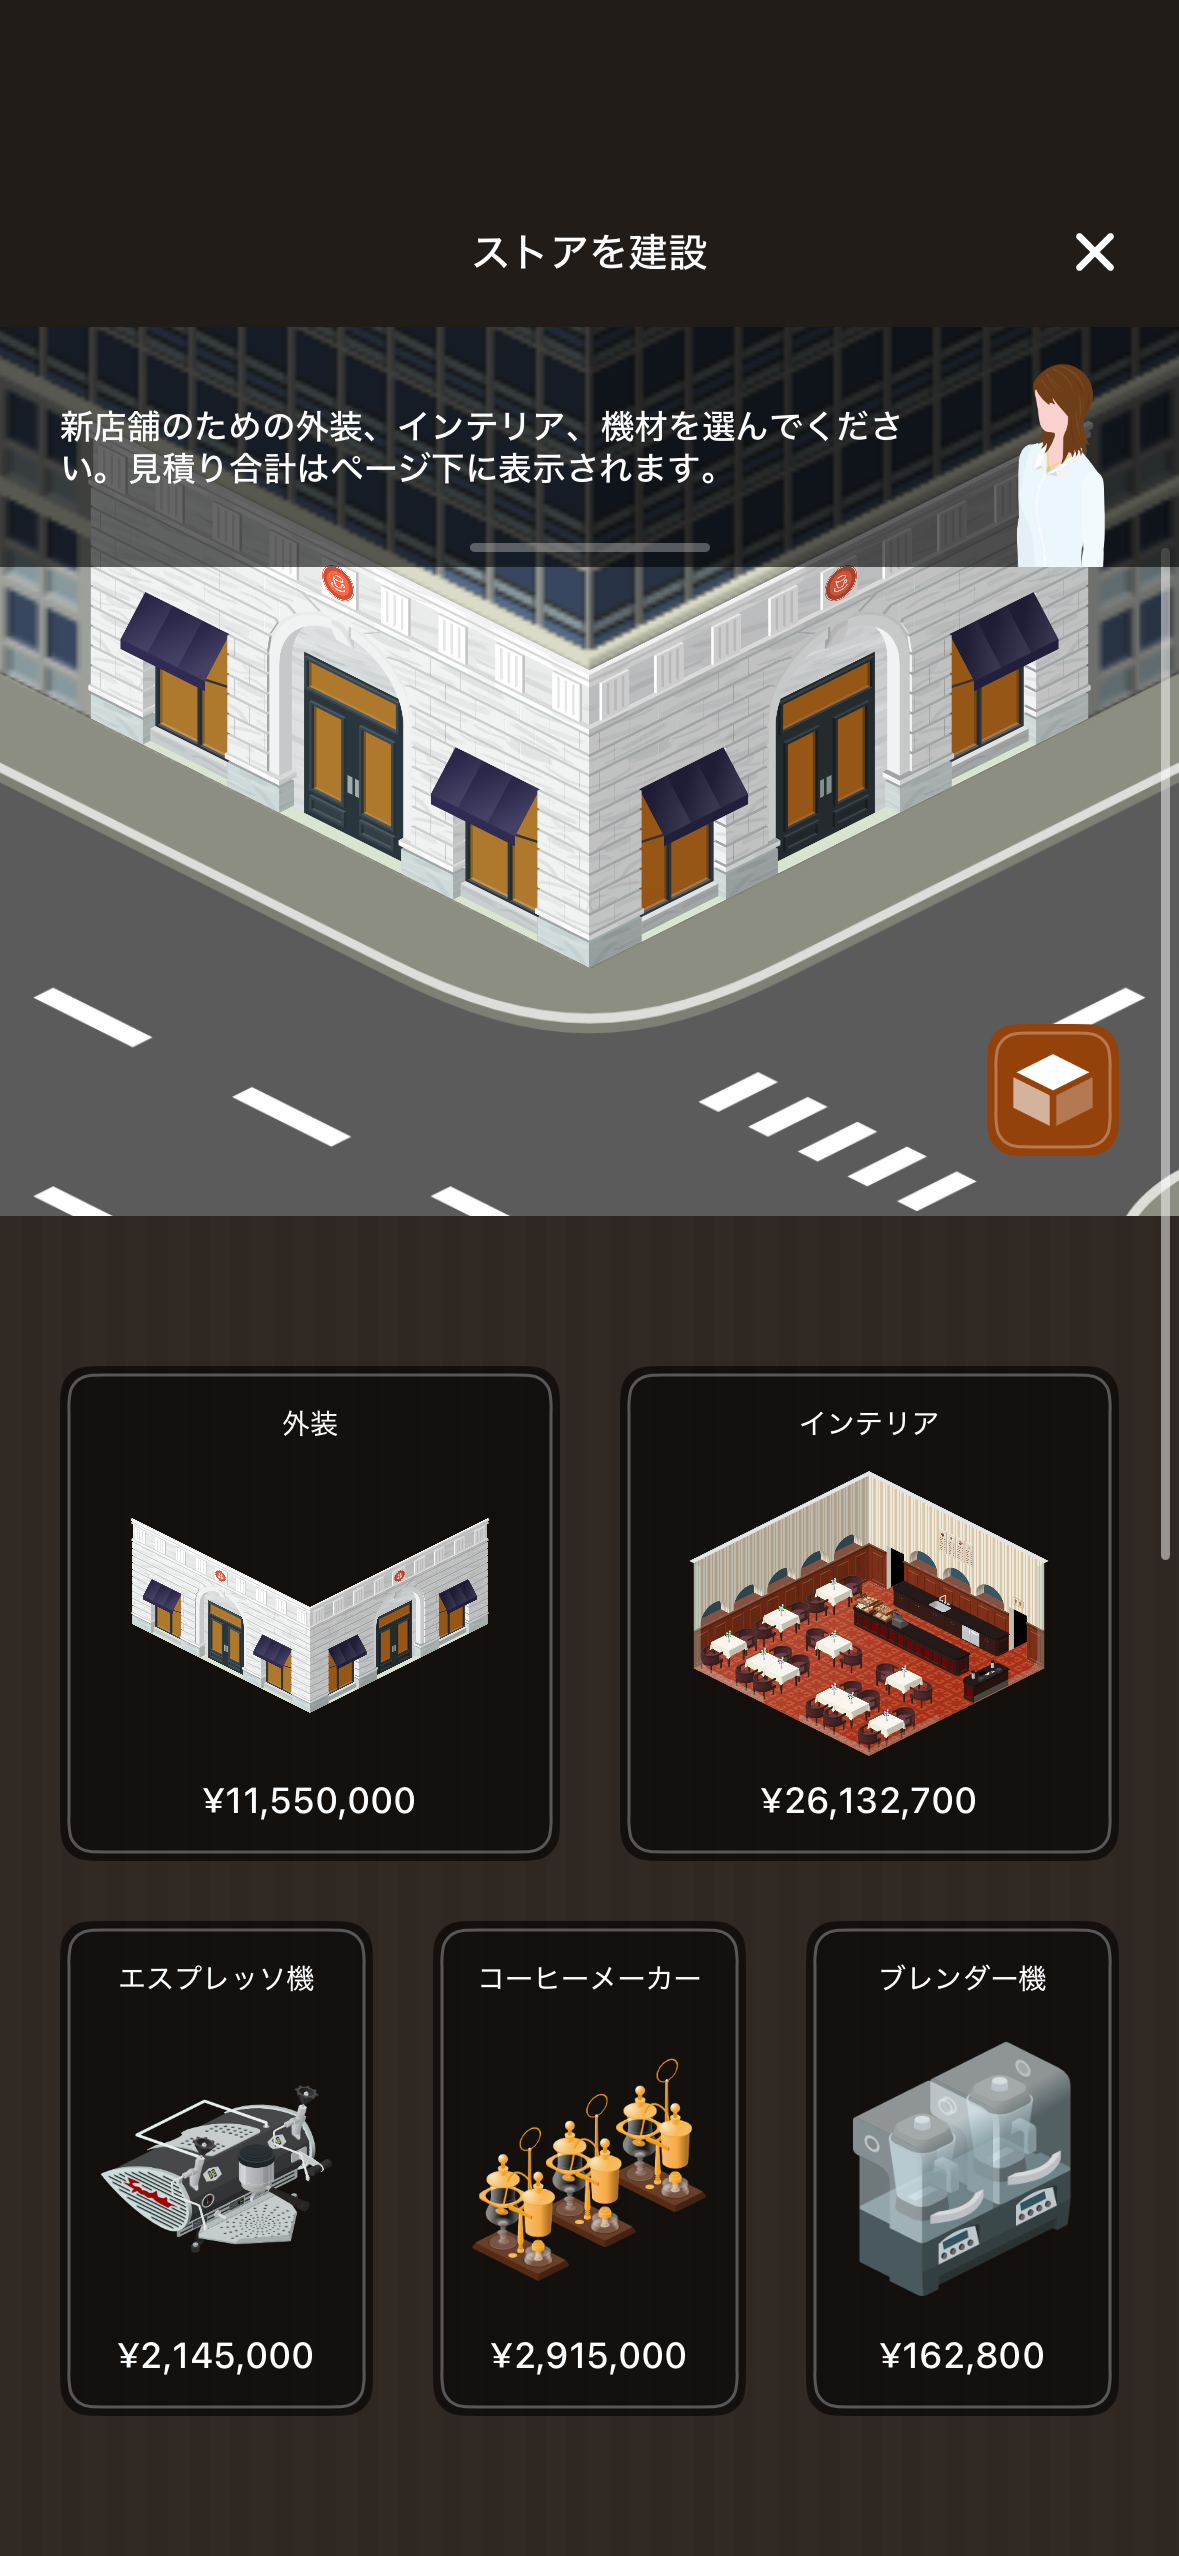 ストアを建設
新店舗のための外装、インテリア、機材を選んでくださ
い。見積り合計はページ下に表示されます。
外装
インテリア
¥11,550,000
¥26,132,700
エスプレッソ機
コーヒーメーカー
ブレンダー機
¥2,145,000
¥2,915,000
¥162,800